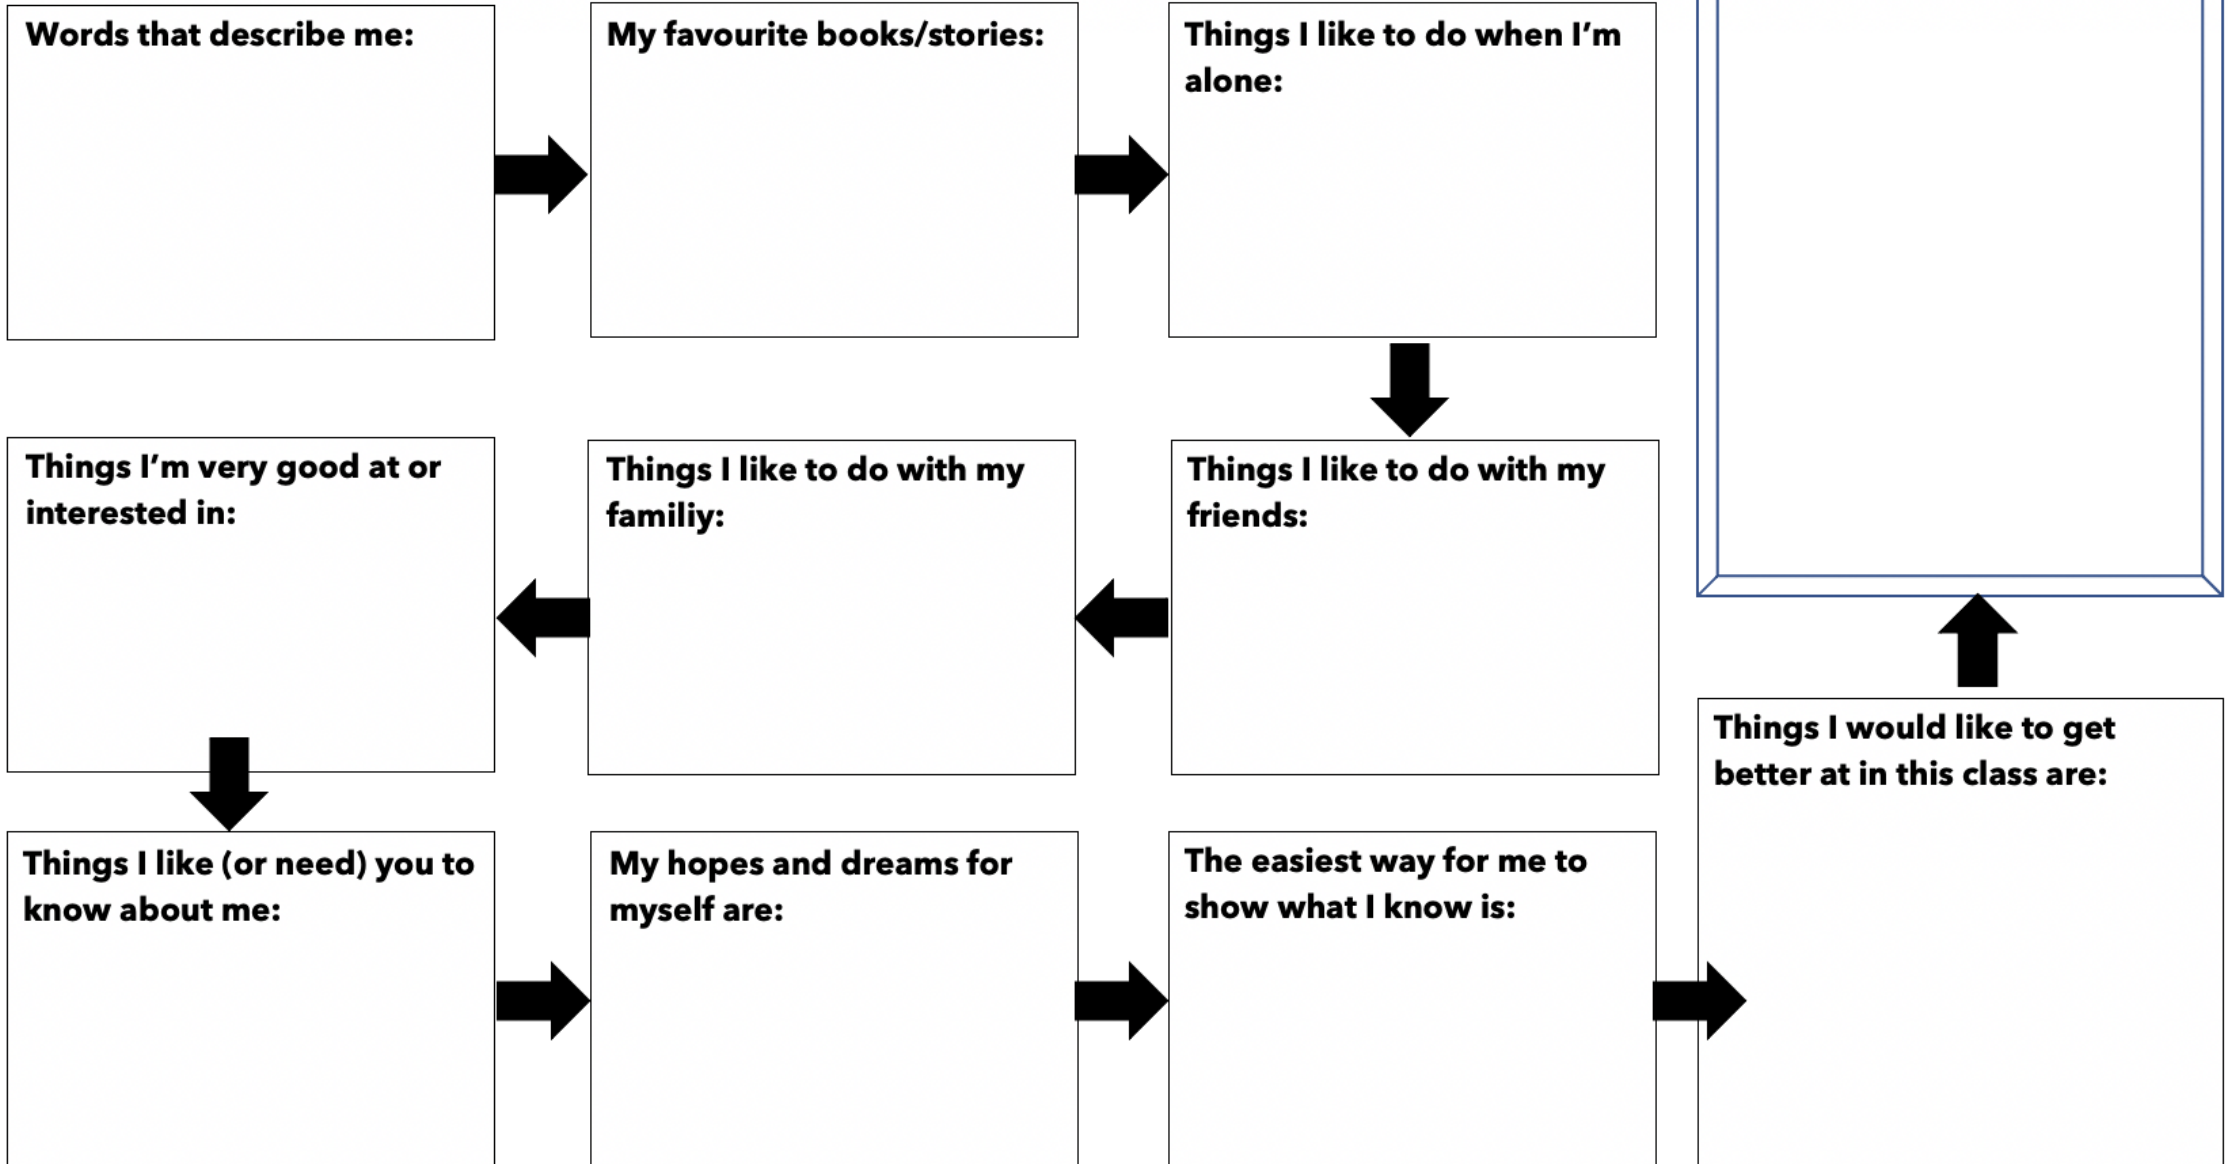 Words that describe me:
My favourite books/stories:
Things I like to do when I’m
alone:
Things I like to do with my
friends:
Things I like to do with my
familiy:
Things I’m very good at or
interested in:
Things I like (or need) you to
know about me:
My hopes and dreams for
myself are:
The easiest way for me to
show what I know is:
Things I would like to get
better at in this class are: